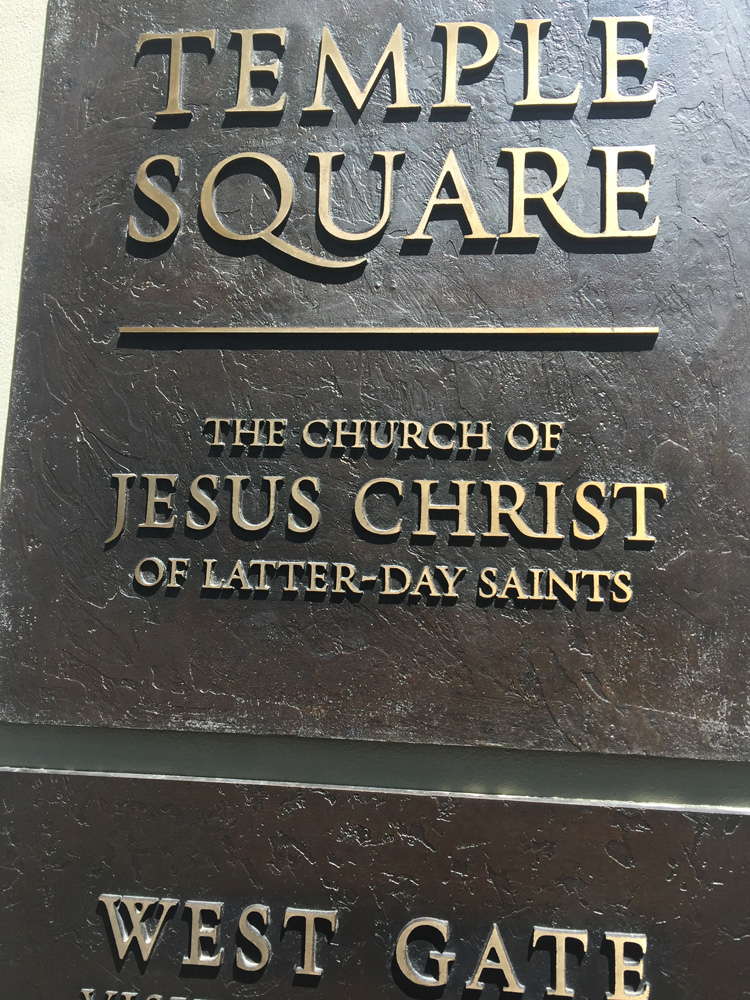 TEMPLE
SQUARE
THE CHURCH OF
JESUS CHRIST
OF LATTER-DAY SAINTS
WEST GATE